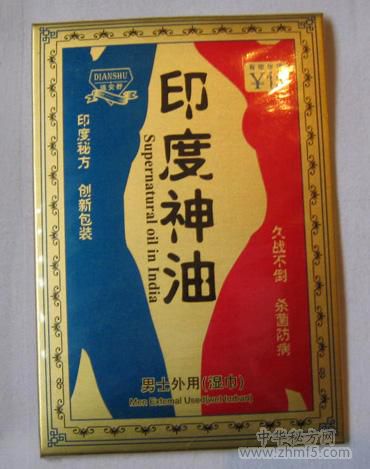 DIANSHU
印度神油
Supernatural oil in India
印度秘方 创新包装
久战不倒 杀菌防病
男士外用(湿巾)
Men External Used(wet turban)
中华秘方网
www.zhmf5.com